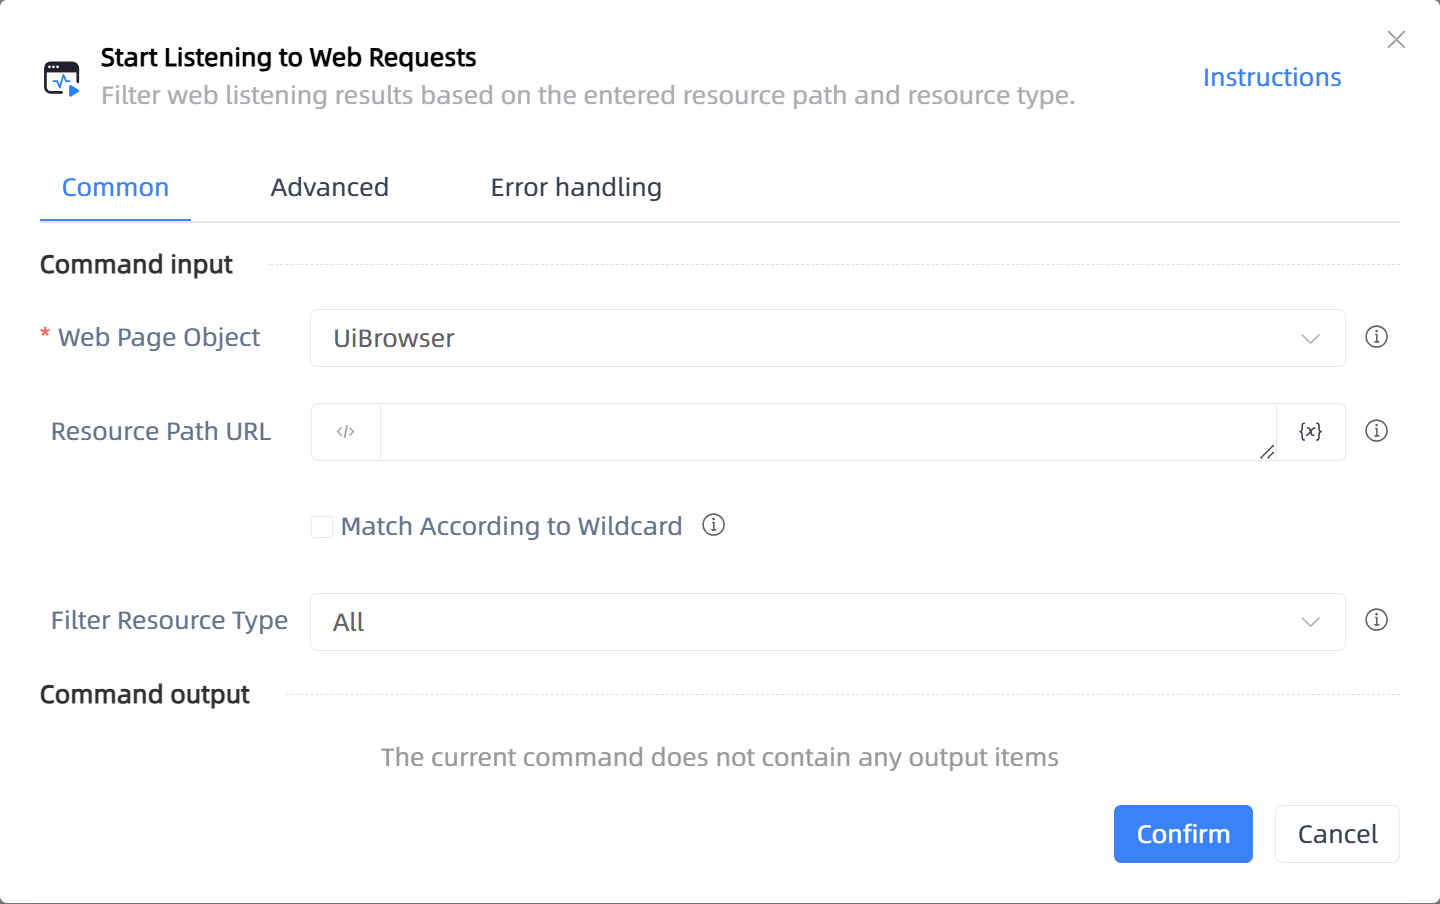 Start Listening to Web Requests
Filter web listening results based on the entered resource path and resource type.
Instructions
Common
Advanced
Error handling
Command input
* Web Page Object
UiBrowser
Resource Path URL
</>
{x}
Match According to Wildcard
Filter Resource Type
All
Command output
The current command does not contain any output items
Confirm
Cancel